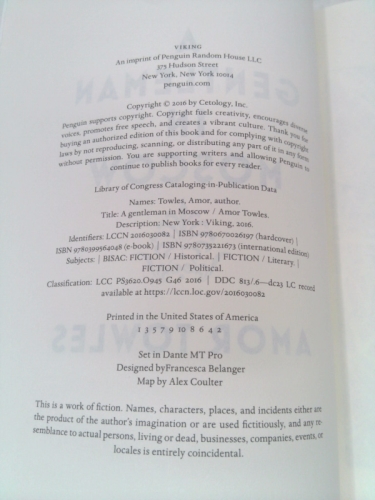 VIKING
An imprint of Penguin Random House LLC
375 Hudson Street
New York, New York 10014
penguin.com
Copyright © 2016 by Cetology, Inc.
Penguin supports copyright. Copyright fuels creativity, encourages diverse
voices, promotes free speech, and creates a vibrant culture. Thank you for
buying an authorized edition of this book and for complying with copyright
laws by not reproducing, scanning, or distributing any part of it in any form
without permission. You are supporting writers and allowing Penguin to
continue to publish books for every reader.
Library of Congress Cataloging-in-Publication Data
Names: Towles, Amor, author.
Title: A gentleman in Moscow / Amor Towles.
Description: New York : Viking, 2016.
Identifiers: LCCN 2016030082 | ISBN 9780670026197 (hardcover) |
ISBN 9780399564048 (e-book) | ISBN 9780735221673 (international edition)
Subjects: | BISAC: FICTION / Historical. | FICTION / Literary. |
FICTION / Political.
Classification: LCC PS3620.O945 G46 2016 | DDC 813/.6—dc23 LC record
available at https://lccn.loc.gov/2016030082
Printed in the United States of America
1 3 5 7 9 10 8 6 4 2
Set in Dante MT Pro
Designed byFrancesca Belanger
Map by Alex Coulter
This is a work of fiction. Names, characters, places, and incidents either are
the product of the author's imagination or are used fictitiously, and any re-
semblance to actual persons, living or dead, businesses, companies, events, or
locales is entirely coincidental.